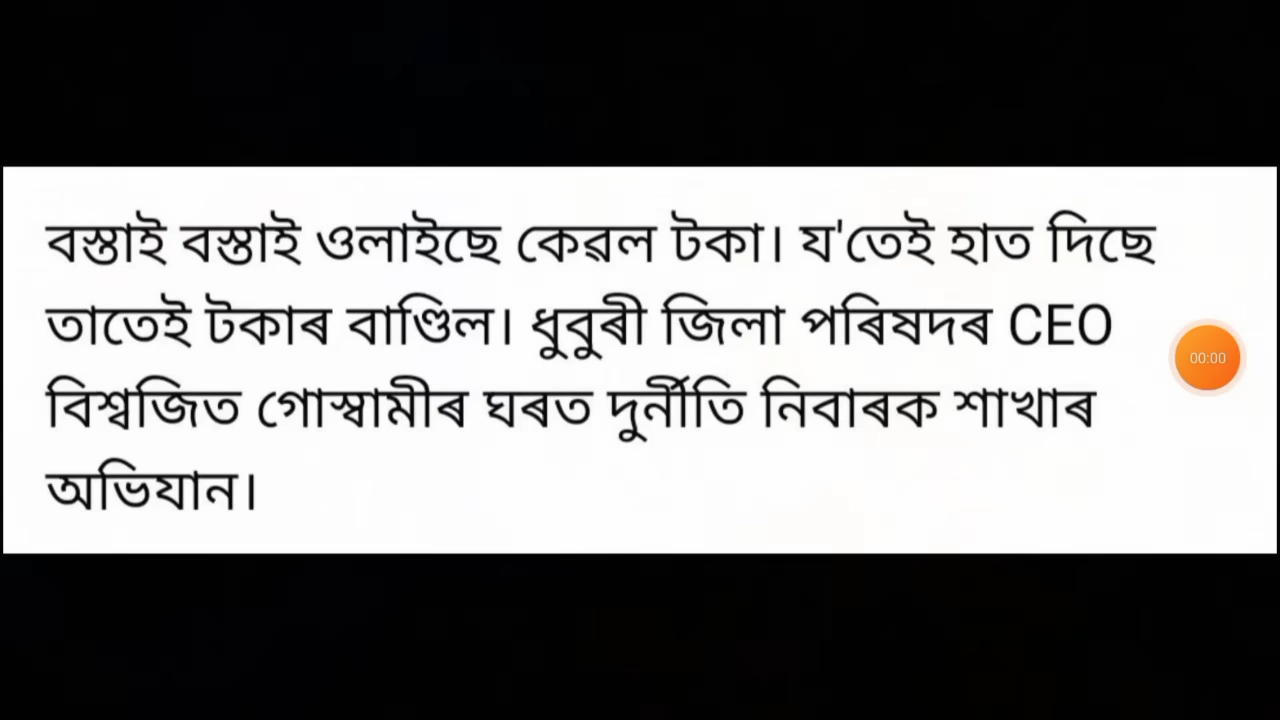 বস্তাই বস্তাই ওলাইছে কেৱল টকা। য'তেই হাত দিছে
তাতেই টকাৰ বাণ্ডিল। ধুবুৰী জিলা পৰিষদৰ CEO
বিশ্বজিত গোস্বামীৰ ঘৰত দুৰ্নীতি নিবাৰক শাখাৰ
অভিযান।
00:00